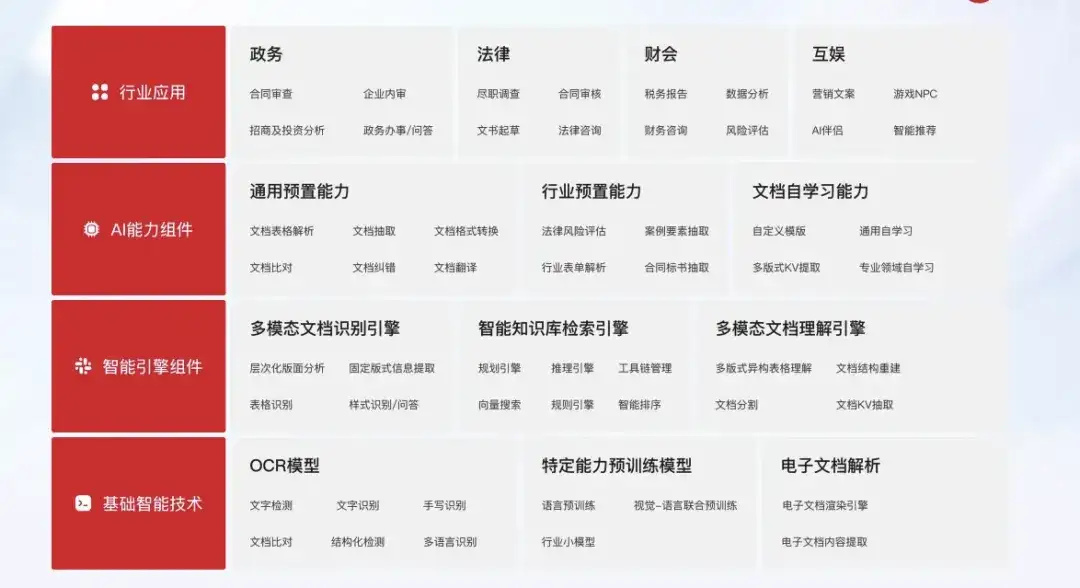 行业应用
政务
合同审查 企业内审
招商及投资分析 政务办事/问答
法律
尽职调查 合同审核
文书起草 法律咨询
财会
税务报告 数据分析
财务咨询 风险评估
互娱
营销文案 游戏NPC
AI伴侣 智能推荐
AI能力组件
通用预置能力
文档表格解析 文档抽取 文档格式转换
文档比对 文档纠错 文档翻译
行业预置能力
法律风险评估 案例要素抽取
行业表单解析 合同标书抽取
文档自学习能力
自定义模版 通用自学习
多版式KV提取 专业领域自学习
智能引擎组件
多模态文档识别引擎
层次化版面分析 固定版式信息提取
表格识别 样式识别/问答
智能知识库检索引擎
规划引擎 推理引擎 工具链管理
向量搜索 规则引擎 智能排序
多模态文档理解引擎
多版式异构表格理解 文档结构重建
文档分割 文档KV抽取
基础智能技术
OCR模型
文字检测 文字识别 手写识别
文档比对 结构化检测 多语言识别
特定能力预训练模型
语言预训练 视觉-语言联合预训练
行业小模型
电子文档解析
电子文档渲染引擎
电子文档内容提取